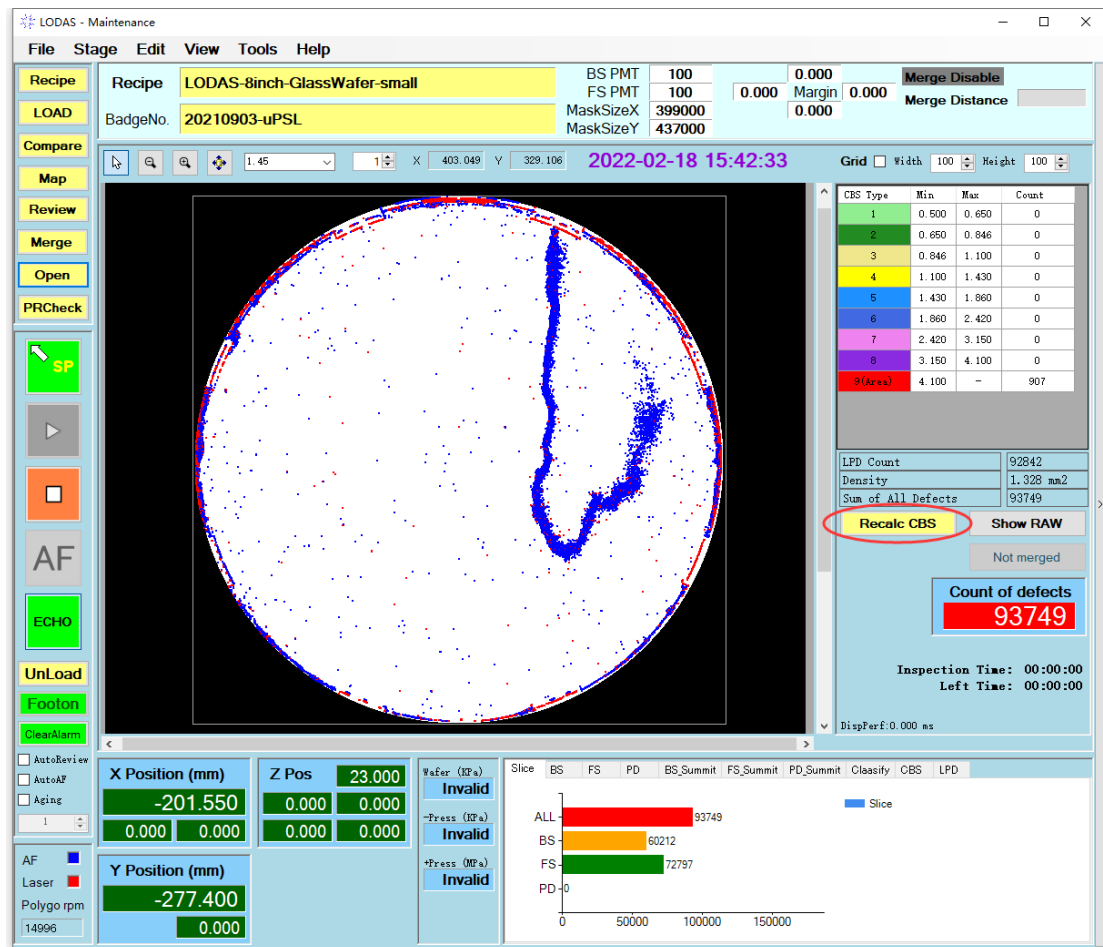 LODAS - Maintenance
File Stage Edit View Tools Help
Recipe
LOAD
Compare
Map
Review
Merge
Open
PRCheck
SP
AF
ECHO
UnLoad
Footon
ClearAlarm
AutoReview
AutoAF
Aging
1
AF
Laser
Polygo rpm
14996
Recipe LODAS-8inch-GlassWafer-small
BadgeNo. 20210903-uPSL
BS PMT 100
FS PMT 100
MaskSizeX 399000
MaskSizeY 437000
0.000
0.000 Margin 0.000
0.000
Merge Disable
Merge Distance
1.45 1 X 403.049 Y 329.106 2022-02-18 15:42:33 Grid Width 100 Height 100
CBS Type Min Max Count
1 0.500 0.650 0
2 0.650 0.846 0
3 0.846 1.100 0
4 1.100 1.430 0
5 1.430 1.860 0
6 1.860 2.420 0
7 2.420 3.150 0
8 3.150 4.100 0
9(Area) 4.100 - 907
LPD Count 92842
Density 1.328 mm2
Sum of All Defects 93749
Recalc CBS Show RAW
Not merged
Count of defects
93749
Inspection Time: 00:00:00
Left Time: 00:00:00
DispPerf:0.000 ms
X Position (mm)
-201.550
0.000 0.000
Y Position (mm)
-277.400
0.000
Z Pos 23.000
0.000 0.000
0.000 0.000
Wafer (KPa)
Invalid
-Press (KPa)
Invalid
+Press (MPa)
Invalid
Slice BS FS PD BS_Summit FS_Summit PD_Summit Claasify CBS LPD
Slice
ALL 93749
BS 60212
FS 72797
PD 0
0 50000 100000 150000